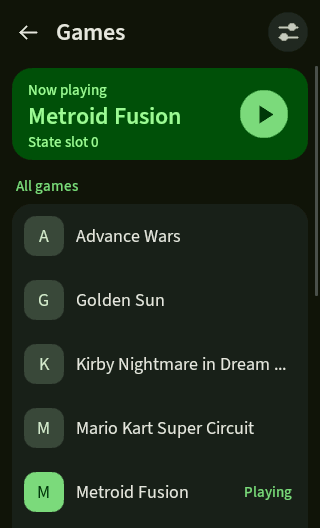 Games
Now playing
Metroid Fusion
State slot 0
All games
A Advance Wars
G Golden Sun
K Kirby Nightmare in Dream ...
M Mario Kart Super Circuit
M Metroid Fusion Playing